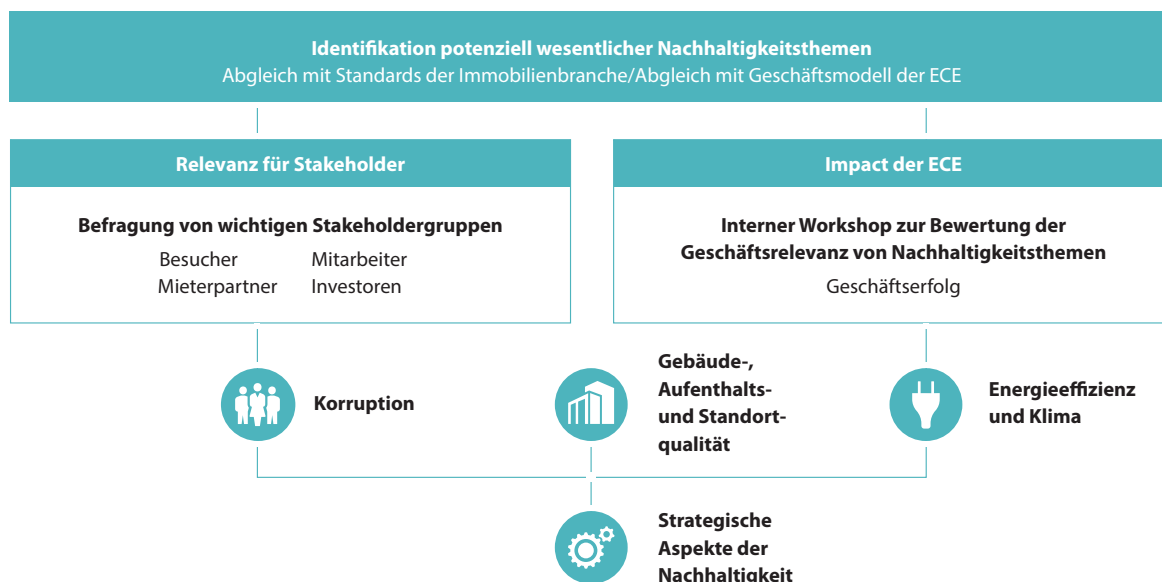 Identifikation potenziell wesentlicher Nachhaltigkeitsthemen
Abgleich mit Standards der Immobilienbranche/Abgleich mit Geschäftsmodell der ECE
Relevanz für Stakeholder
Befragung von wichtigen Stakeholdergruppen
Besucher Mitarbeiter
Mieterpartner Investoren
Impact der ECE
Interner Workshop zur Bewertung der
Geschäftsrelevanz von Nachhaltigkeitsthemen
Geschäftserfolg
Korruption
Gebäude-,
Aufenthalts-
und Standort-
qualität
Energieeffizienz
und Klima
Strategische
Aspekte der
Nachhaltigkeit